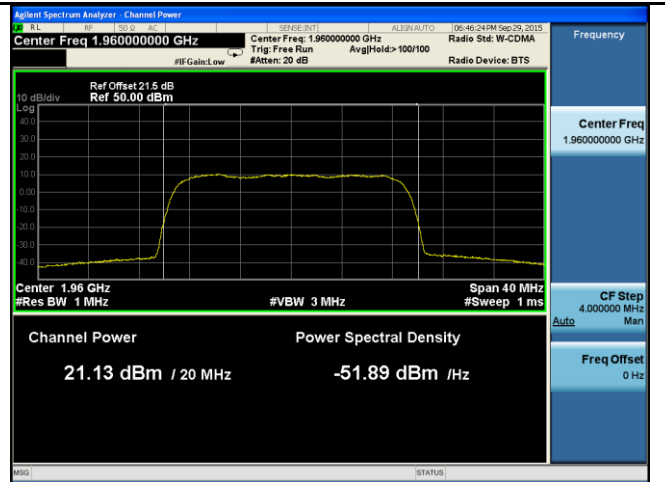 Agilent Spectrum Analyzer - Channel Power
RL RF 50 Ω AC SENSE:INT ALIGN AUTO 06:46:24 PM Sep 29, 2015
Center Freq 1.960000000 GHz
Center Freq: 1.960000000 GHz
Radio Std: W-CDMA
Trig: Free Run Avg|Hold:> 100/100
#IFGain:Low #Atten: 20 dB Radio Device: BTS
Frequency
Ref Offset 21.5 dB
10 dB/div Ref 50.00 dBm
Log
40.0
30.0
20.0
10.0
0.00
-10.0
-20.0
-30.0
-40.0
Center 1.96 GHz Span 40 MHz
#Res BW 1 MHz #VBW 3 MHz #Sweep 1 ms
Channel Power Power Spectral Density
21.13 dBm / 20 MHz -51.89 dBm /Hz
Center Freq
1.960000000 GHz
CF Step
4.000000 MHz
Auto Man
Freq Offset
0 Hz
MSG STATUS